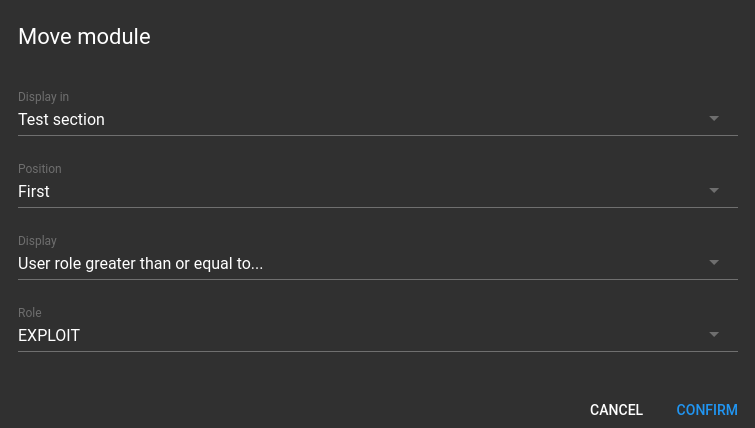 Move module
Display in
Test section
Position
First
Display
User role greater than or equal to...
Role
EXPLOIT
CANCEL CONFIRM